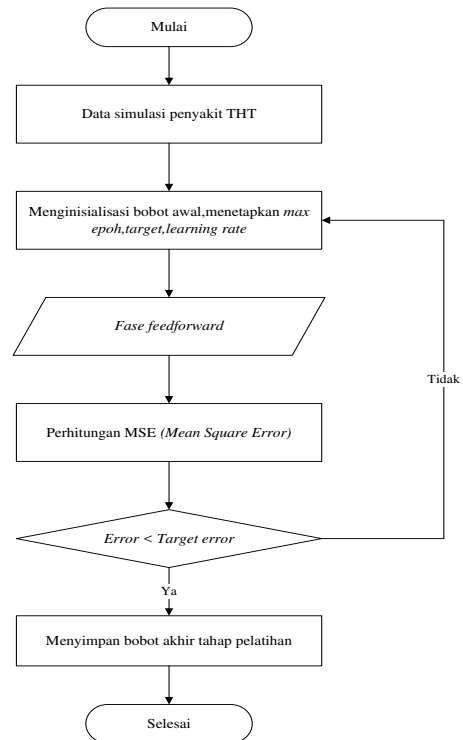 Mulai
Data simulasi penyakit THT
Menginisialisasi bobot awal,menetapkan max
epoh,target,learning rate
Fase feedforward
Tidak
Perhitungan MSE (Mean Square Error)
Error < Target error
Ya
Menyimpan bobot akhir tahap pelatihan
Selesai